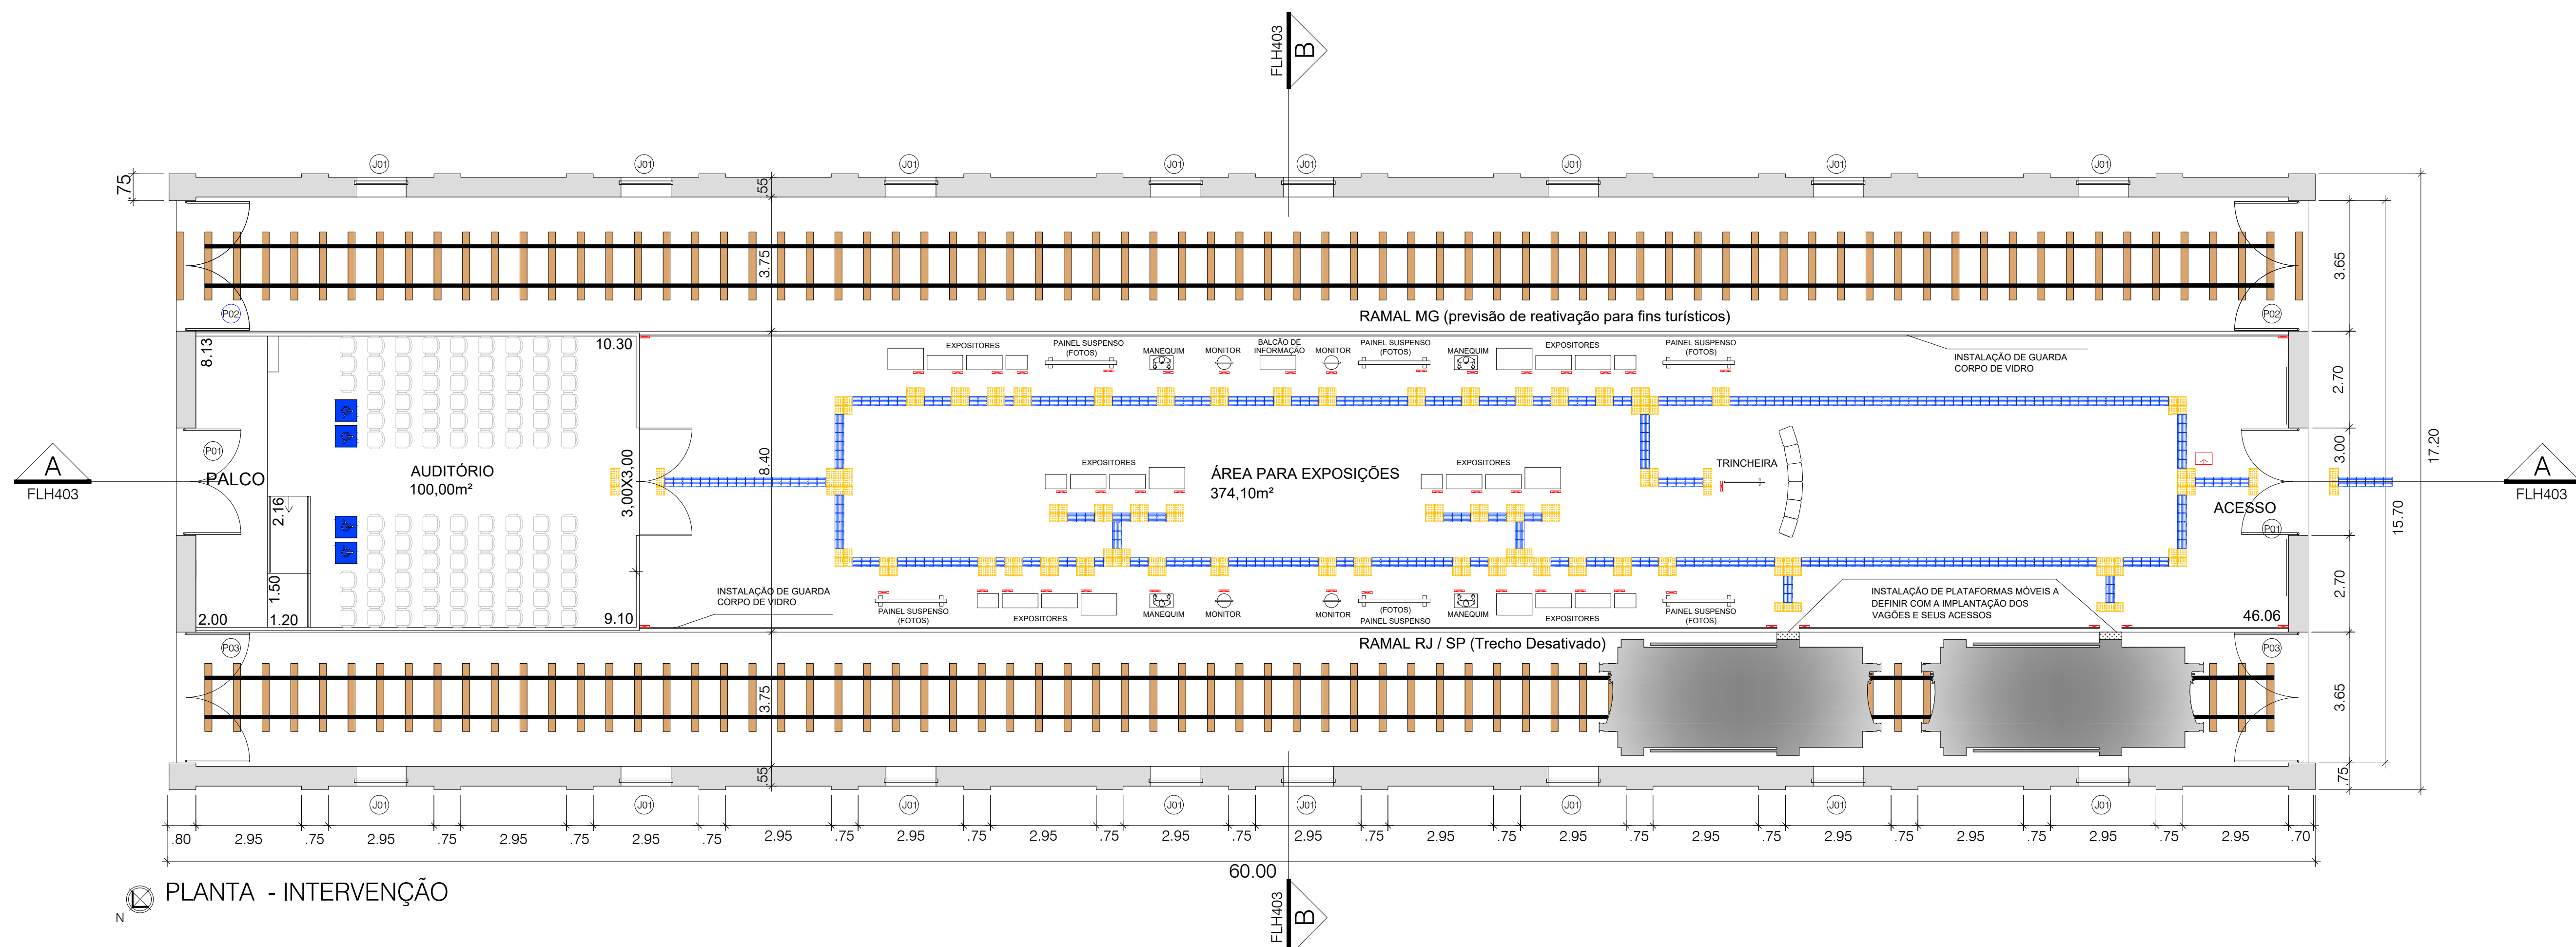 FLH403
B
J01
J01
J01
J01
J01
J01
J01
J01
.75
.55
3.75
3.65
P02
P02
RAMAL MG (previsão de reativação para fins turísticos)
8.13
10.30
EXPOSITORES
PAINEL SUSPENSO
(FOTOS)
MANEQUIM
MONITOR
BALCÃO DE
INFORMAÇÃO
MONITOR
PAINEL SUSPENSO
(FOTOS)
MANEQUIM
EXPOSITORES
PAINEL SUSPENSO
(FOTOS)
INSTALAÇÃO DE GUARDA
CORPO DE VIDRO
2.70
A
FLH403
P01
PALCO
AUDITÓRIO
100,00m²
3,00X3,00
8.40
EXPOSITORES
ÁREA PARA EXPOSIÇÕES
374,10m²
EXPOSITORES
TRINCHEIRA
ACESSO
P01
3.00
17.20
15.70
A
FLH403
2.16
1.50
2.00
1.20
9.10
INSTALAÇÃO DE GUARDA
CORPO DE VIDRO
PAINEL SUSPENSO
(FOTOS)
EXPOSITORES
MANEQUIM
MONITOR
MONITOR
(FOTOS)
PAINEL SUSPENSO
MANEQUIM
EXPOSITORES
PAINEL SUSPENSO
(FOTOS)
INSTALAÇÃO DE PLATAFORMAS MÓVEIS A
DEFINIR COM A IMPLANTAÇÃO DOS
VAGÕES E SEUS ACESSOS
46.06
2.70
P03
RAMAL RJ / SP (Trecho Desativado)
P03
3.75
3.65
.55
.75
J01
J01
J01
J01
J01
J01
J01
J01
.80 2.95 .75 2.95 .75 2.95 .75 2.95 .75 2.95 .75 2.95 .75 2.95 .75 2.95 .75 2.95 .75 2.95 .75 2.95 .75 2.95 .75 2.95 .75 2.95 .75 2.95 .75 2.95 .70
60.00
N
PLANTA - INTERVENÇÃO
FLH403
B